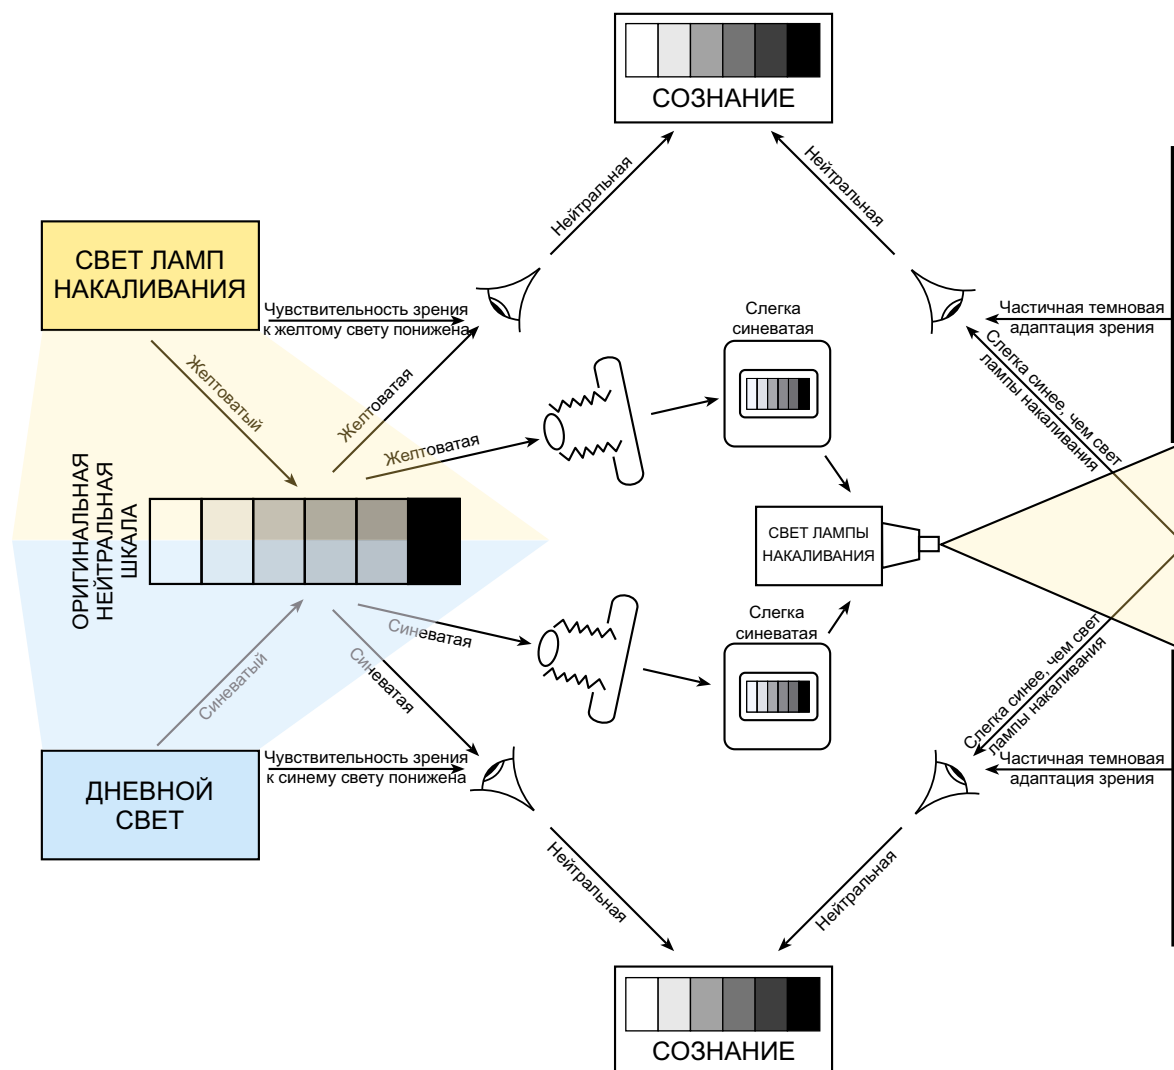 СОЗНАНИЕ
Нейтральная
Нейтральная
СВЕТ ЛАМП
НАКАЛИВАНИЯ
Чувствительность зрения
к желтому свету понижена
Слегка
синеватая
Частичная темновая
адаптация зрения
Желтоватый
Желтоватая
Желтоватая
Слегка синее, чем свет
лампы накаливания
ОРИГИНАЛЬНАЯ
НЕЙТРАЛЬНАЯ
ШКАЛА
СВЕТ ЛАМПЫ
НАКАЛИВАНИЯ
Синеватый
Синеватая
Синеватая
Слегка
синеватая
Слегка синее, чем свет
лампы накаливания
ДНЕВНОЙ
СВЕТ
Чувствительность зрения
к синему свету понижена
Частичная темновая
адаптация зрения
Нейтральная
Нейтральная
СОЗНАНИЕ